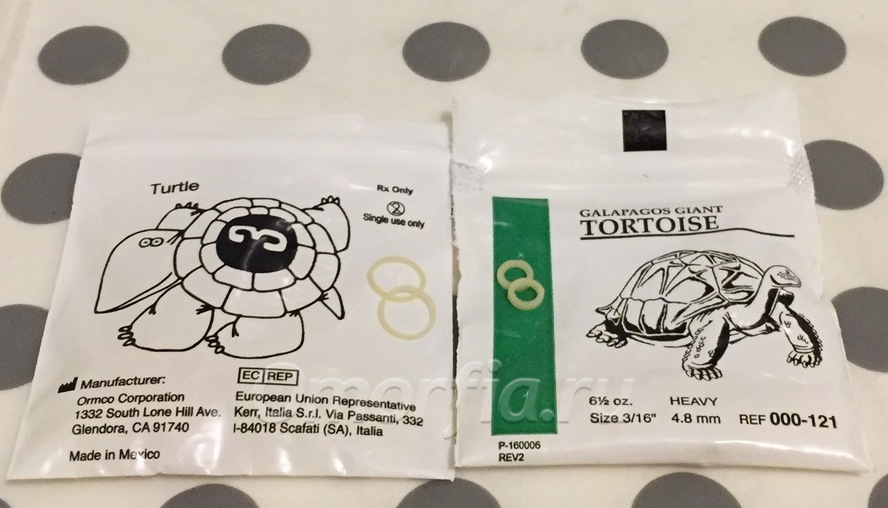 Turtle
Rx Only
2
Single use only
3
Manufacturer:
Ormco Corporation
1332 South Lone Hill Ave.
Glendora, CA 91740
Made in Mexico
EC REP
European Union Representative
Kerr, Italia S.r.l. Via Passanti, 332
I-84018 Scafati (SA), Italia
GALAPAGOS GIANT
TORTOISE
6½ oz. HEAVY
Size 3/16" 4.8 mm REF 000-121
P-160006
REV2
morfia.ru